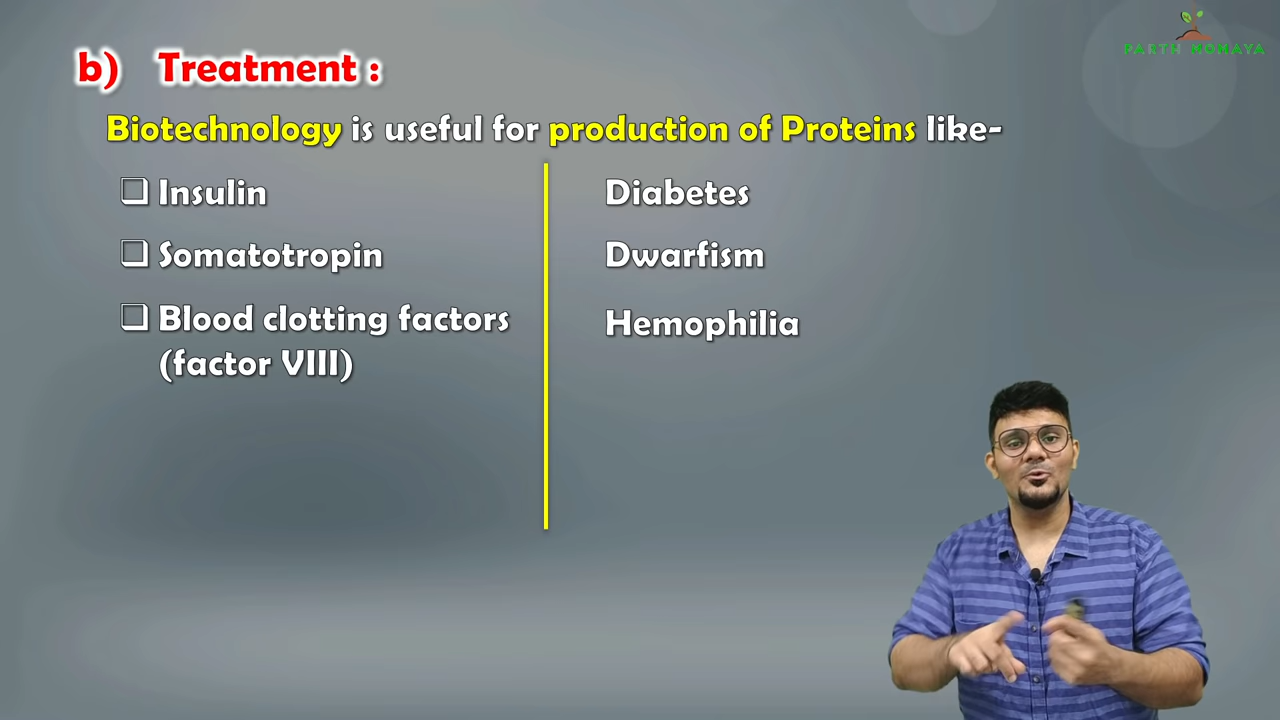 PARTH MOMAYA
b) Treatment :
Biotechnology is useful for production of Proteins like-
Insulin Diabetes
Somatotropin Dwarfism
Blood clotting factors Hemophilia
(factor VIII)